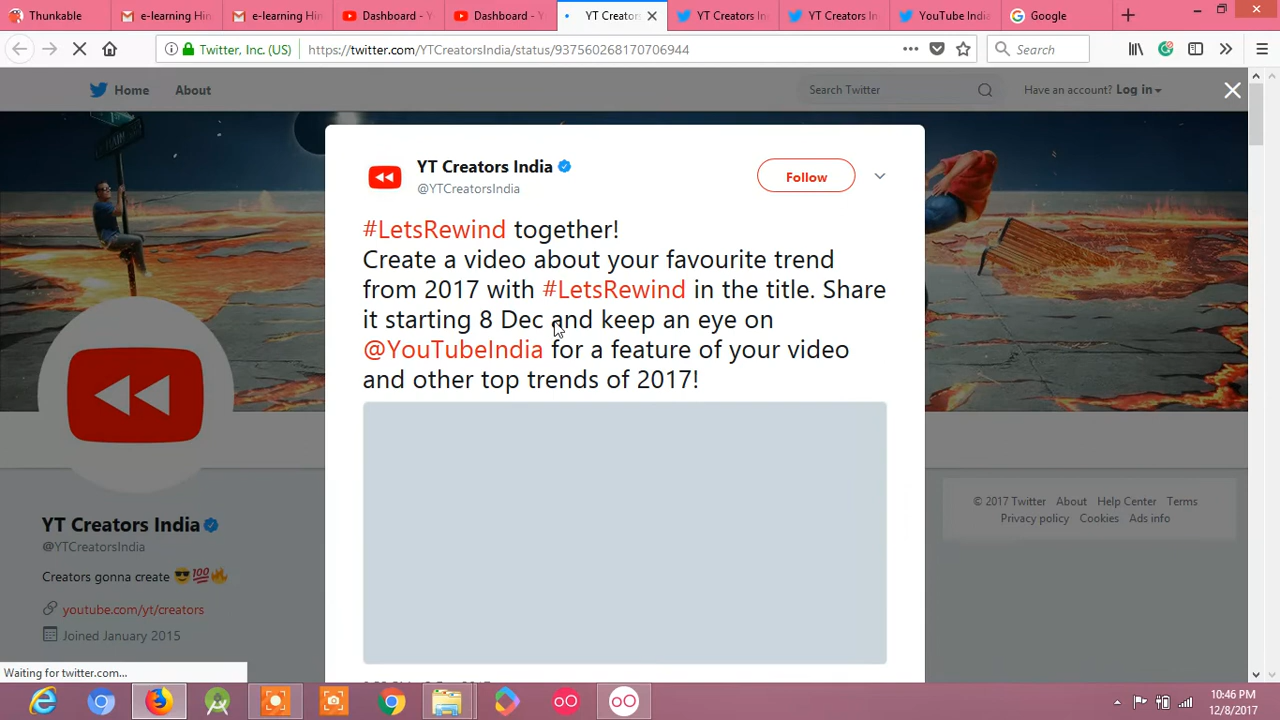 Thunkable
e-learning Hin
e-learning Hin
Dashboard - Y
Dashboard - Y
YT Creators
YT Creators In
YT Creators In
YouTube India
Google
Twitter, Inc. (US)
https://twitter.com/YTCreatorsIndia/status/937560268170706944
Search
Home
About
Search Twitter
Have an account? Log in
YT Creators India
@YTCreatorsIndia
Follow
#LetsRewind together!
Create a video about your favourite trend
from 2017 with #LetsRewind in the title. Share
it starting 8 Dec and keep an eye on
@YouTubeIndia for a feature of your video
and other top trends of 2017!
YT Creators India
@YTCreatorsIndia
Creators gonna create 😎💯🔥
youtube.com/yt/creators
Joined January 2015
© 2017 Twitter About Help Center Terms
Privacy policy Cookies Ads info
Waiting for twitter.com...
10:46 PM
12/8/2017